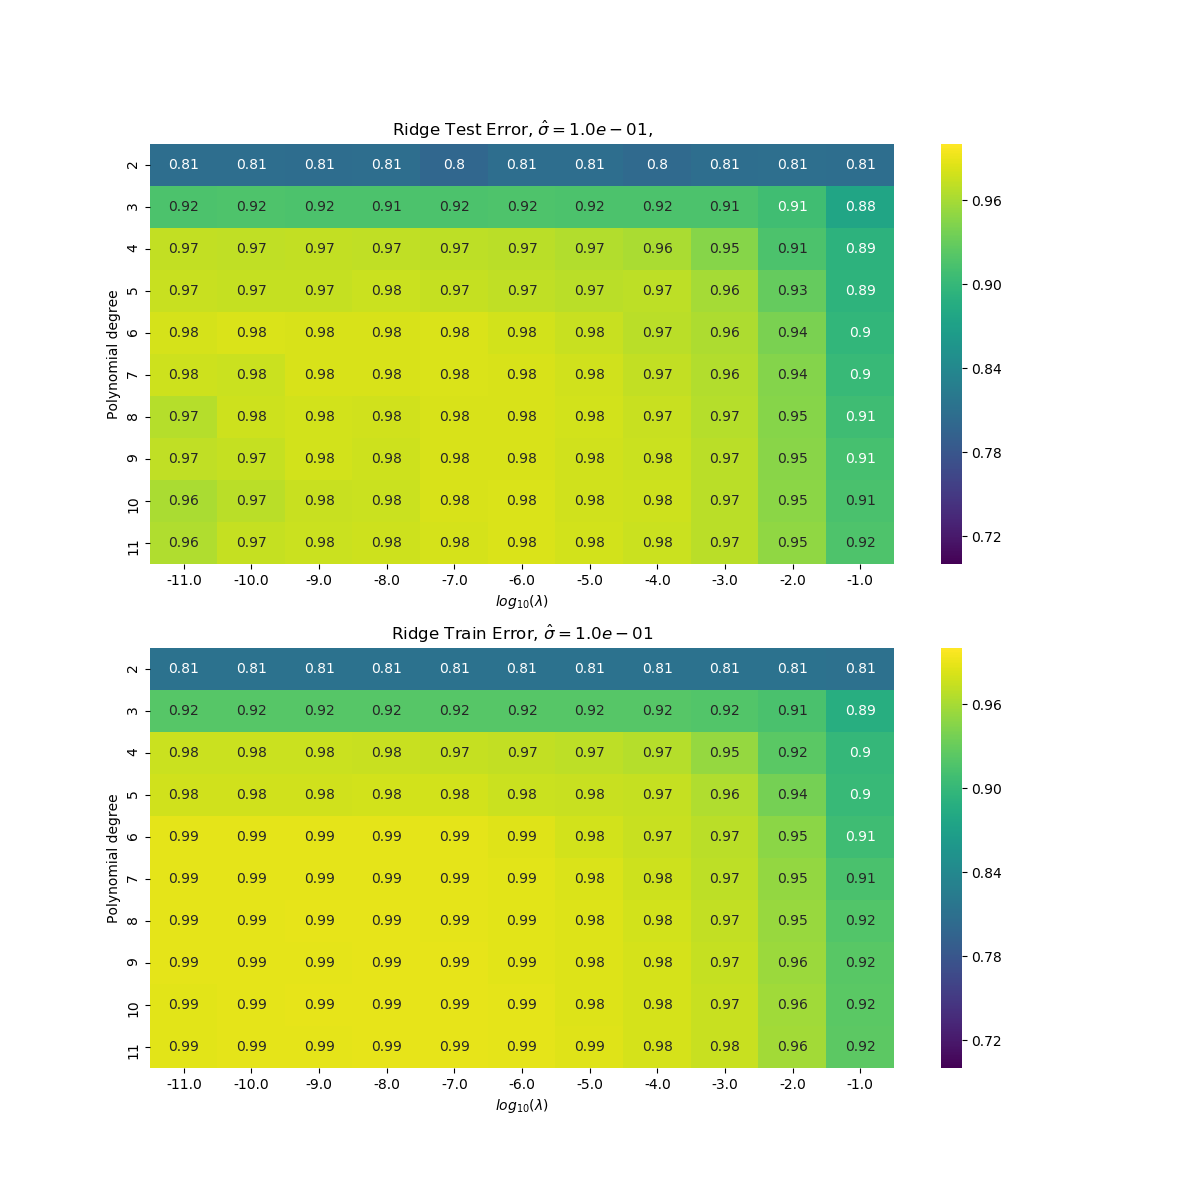 Ridge Test Error, σ̂ = 1.0e − 01,
2 0.81 0.81 0.81 0.81 0.8 0.81 0.81 0.8 0.81 0.81 0.81
3 0.92 0.92 0.92 0.91 0.92 0.92 0.92 0.92 0.91 0.91 0.88
4 0.97 0.97 0.97 0.97 0.97 0.97 0.97 0.96 0.95 0.91 0.89
5 0.97 0.97 0.97 0.98 0.97 0.97 0.97 0.97 0.96 0.93 0.89
6 0.98 0.98 0.98 0.98 0.98 0.98 0.98 0.97 0.96 0.94 0.9
7 0.98 0.98 0.98 0.98 0.98 0.98 0.98 0.97 0.96 0.94 0.9
8 0.97 0.98 0.98 0.98 0.98 0.98 0.98 0.97 0.97 0.95 0.91
9 0.97 0.97 0.98 0.98 0.98 0.98 0.98 0.98 0.97 0.95 0.91
10 0.96 0.97 0.98 0.98 0.98 0.98 0.98 0.98 0.97 0.95 0.91
11 0.96 0.97 0.98 0.98 0.98 0.98 0.98 0.98 0.97 0.95 0.92
Polynomial degree
-11.0 -10.0 -9.0 -8.0 -7.0 -6.0 -5.0 -4.0 -3.0 -2.0 -1.0
log₁₀(λ)
0.96
0.90
0.84
0.78
0.72
Ridge Train Error, σ̂ = 1.0e − 01
2 0.81 0.81 0.81 0.81 0.81 0.81 0.81 0.81 0.81 0.81 0.81
3 0.92 0.92 0.92 0.92 0.92 0.92 0.92 0.92 0.92 0.91 0.89
4 0.98 0.98 0.98 0.98 0.97 0.97 0.97 0.97 0.95 0.92 0.9
5 0.98 0.98 0.98 0.98 0.98 0.98 0.98 0.97 0.96 0.94 0.9
6 0.99 0.99 0.99 0.99 0.99 0.99 0.98 0.97 0.97 0.95 0.91
7 0.99 0.99 0.99 0.99 0.99 0.99 0.98 0.98 0.97 0.95 0.91
8 0.99 0.99 0.99 0.99 0.99 0.99 0.98 0.98 0.97 0.95 0.92
9 0.99 0.99 0.99 0.99 0.99 0.99 0.98 0.98 0.97 0.96 0.92
10 0.99 0.99 0.99 0.99 0.99 0.99 0.98 0.98 0.97 0.96 0.92
11 0.99 0.99 0.99 0.99 0.99 0.99 0.99 0.98 0.98 0.96 0.92
Polynomial degree
-11.0 -10.0 -9.0 -8.0 -7.0 -6.0 -5.0 -4.0 -3.0 -2.0 -1.0
log₁₀(λ)
0.96
0.90
0.84
0.78
0.72